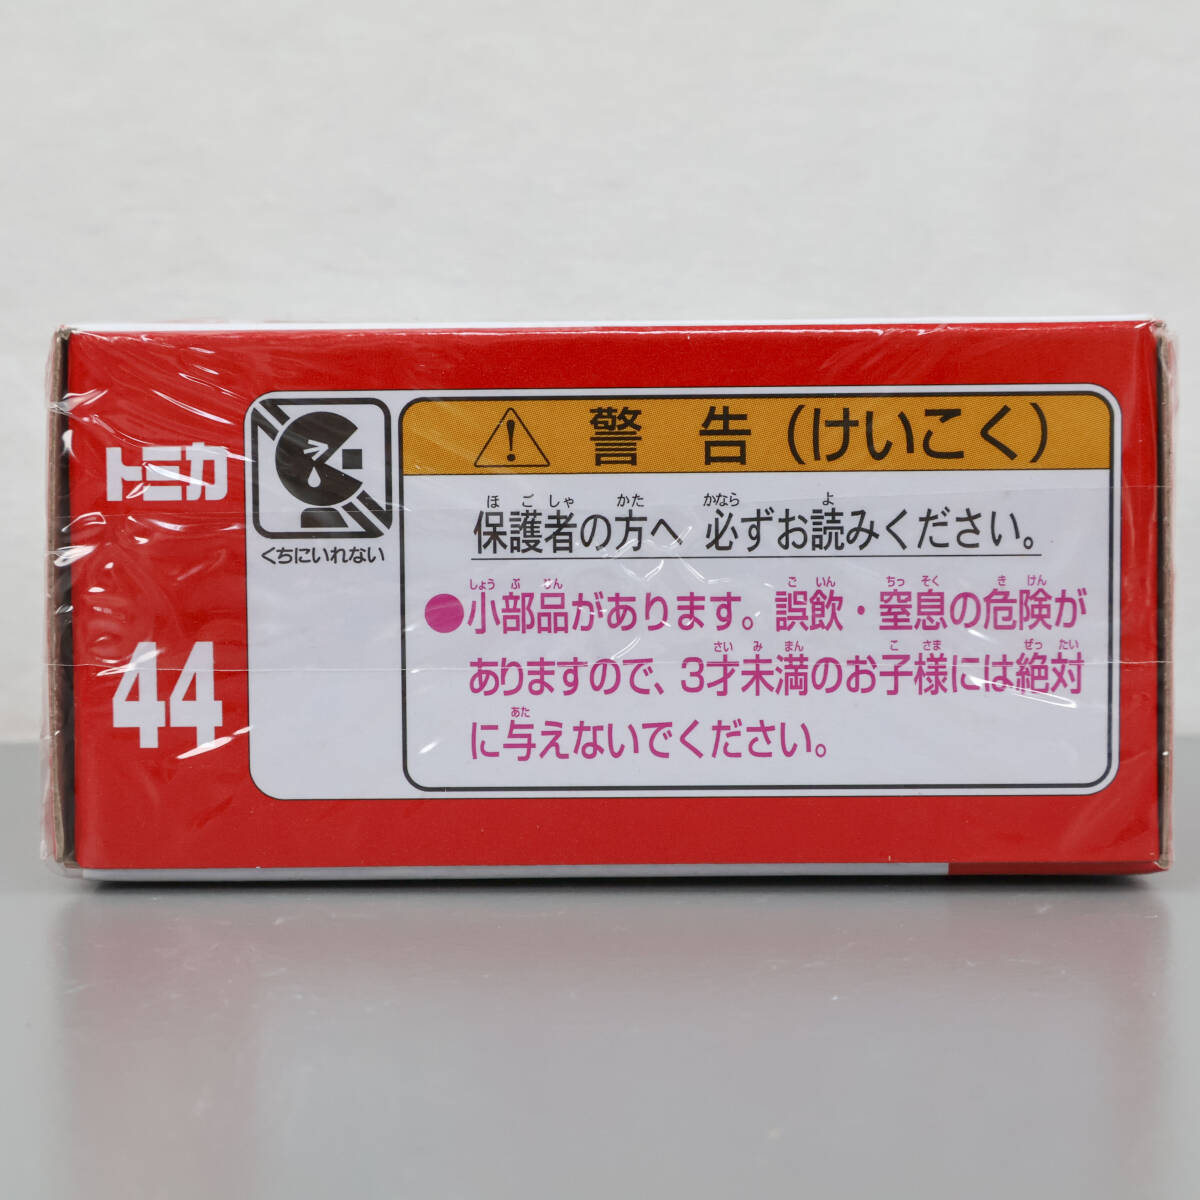 トミカ
44
くちにいれない
警告（けいこく）
ほごしゃ かた かなら よ
保護者の方へ 必ずお読みください。
しょうぶひん ごいん ちっそく きけん
●小部品があります。誤飲・窒息の危険が
さいみまん こさま ぜったい
ありますので、3才未満のお子様には絶対
あた
に与えないでください。